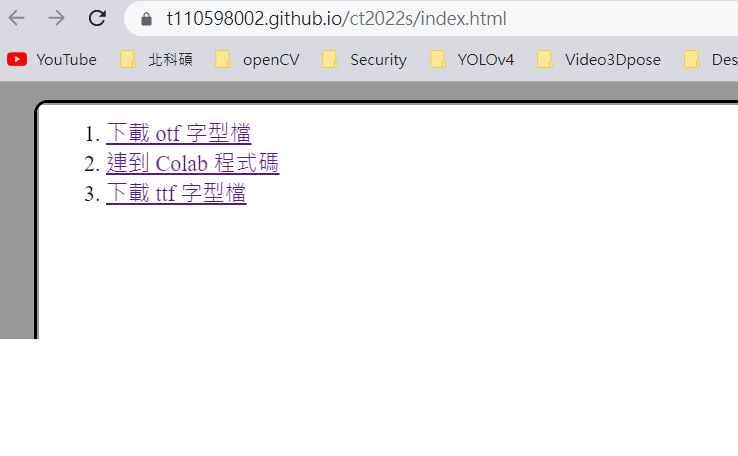 t110598002.github.io/ct2022s/index.html
YouTube 北科碩 openCV Security YOLOv4 Video3Dpose Des
1. 下載 otf 字型檔
2. 連到 Colab 程式碼
3. 下載 ttf 字型檔